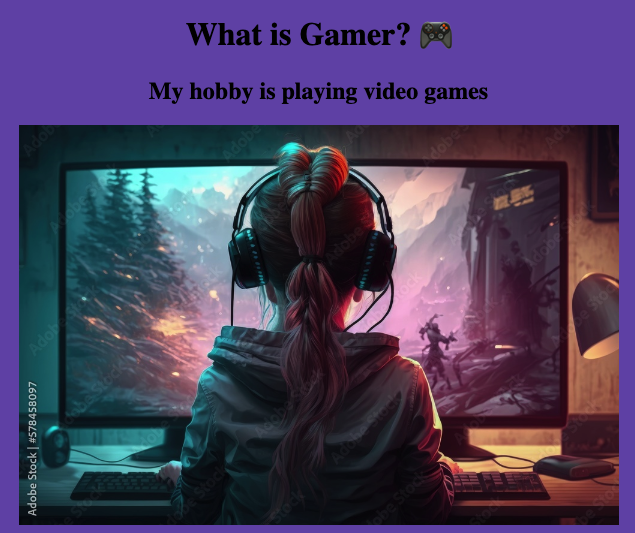 What is Gamer? 🎮
My hobby is playing video games
Adobe Stock | #578458097